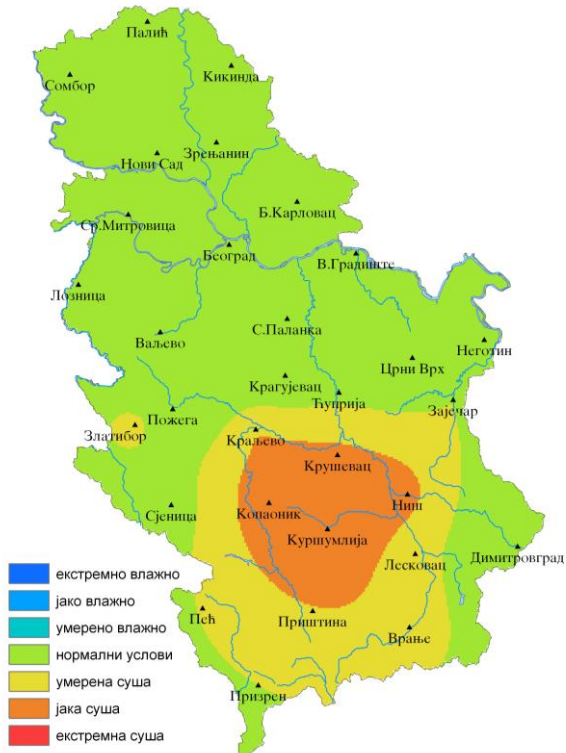 Палић
Кикинда
Сомбор
Зрењанин
Нови Сад
Б.Карловац
Ср.Митровица
Београд
В.Градиште
Лозница
С.Паланка
Ваљево
Неготин
Црни Врх
Крагујевац
Ћуприја
Зајечар
Пожега
Златибор
Краљево
Крушевац
Ниш
Копаоник
Сјеница
Куршумлија
Лесковац
Димитровград
Пећ
Приштина
Врање
Призрен
екстремно влажно
јако влажно
умерено влажно
нормални услови
умерена суша
јака суша
екстремна суша